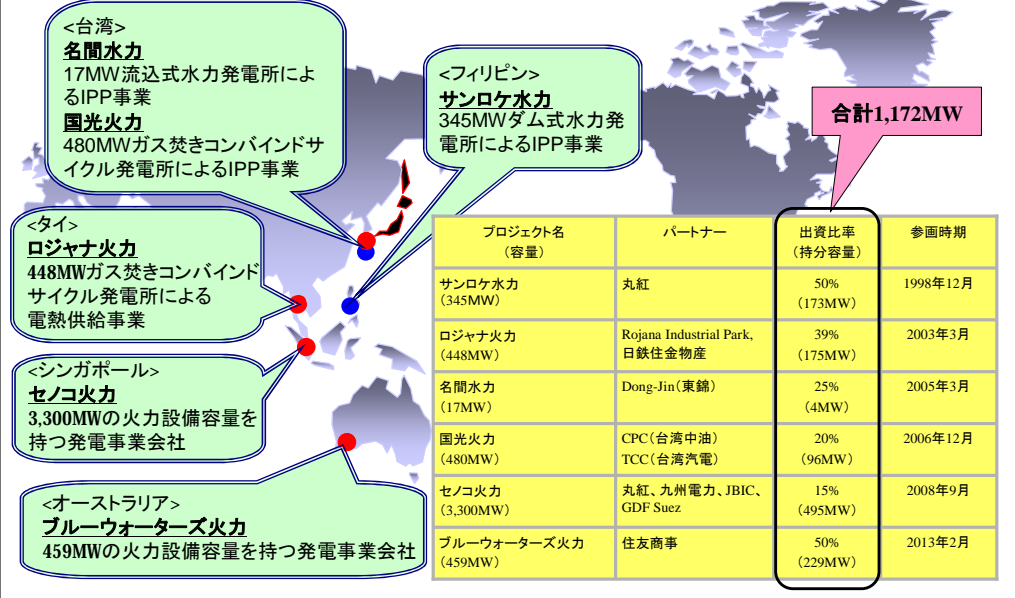 <台湾>
名間水力
17MW流込式水力発電所によ
るIPP事業
国光火力
480MWガス焚きコンバインドサ
イクル発電所によるIPP事業
<フィリピン>
サンロケ水力
345MWダム式水力発
電所によるIPP事業
合計1,172MW
<タイ>
ロジャナ火力
448MWガス焚きコンバインド
サイクル発電所による
電熱供給事業
<シンガポール>
セノコ火力
3,300MWの火力設備容量を
持つ発電事業会社
<オーストラリア>
ブルーウォーターズ火力
459MWの火力設備容量を持つ発電事業会社
プロジェクト名
(容量)
パートナー
出資比率
(持分容量)
参画時期
サンロケ水力
(345MW)
丸紅
50%
(173MW)
1998年12月
ロジャナ火力
(448MW)
Rojana Industrial Park,
日鉄住金物産
39%
(175MW)
2003年3月
名間水力
(17MW)
Dong-Jin(東錦)
25%
(4MW)
2005年3月
国光火力
(480MW)
CPC(台湾中油)
TCC(台湾汽電)
20%
(96MW)
2006年12月
セノコ火力
(3,300MW)
丸紅、九州電力、JBIC、
GDF Suez
15%
(495MW)
2008年9月
ブルーウォーターズ火力
(459MW)
住友商事
50%
(229MW)
2013年2月